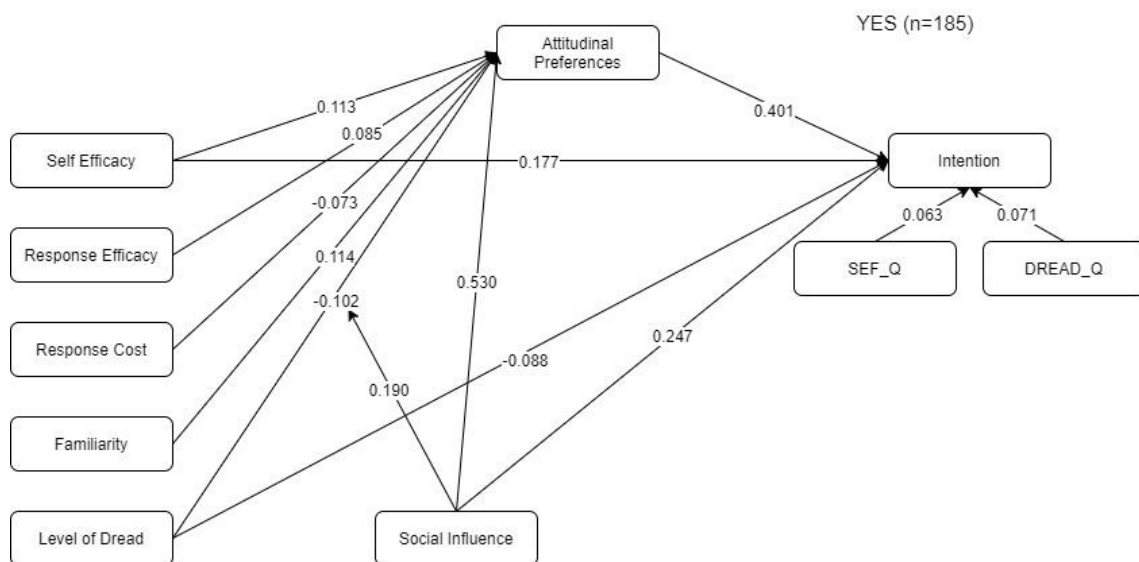 YES (n=185)
Attitudinal
Preferences
0.113
0.401
0.085
Self Efficacy
0.177
Intention
-0.073
0.063
0.071
Response Efficacy
0.114
SEF_Q
DREAD_Q
0.530
-0.102
Response Cost
0.247
-0.088
0.190
Familiarity
Level of Dread
Social Influence